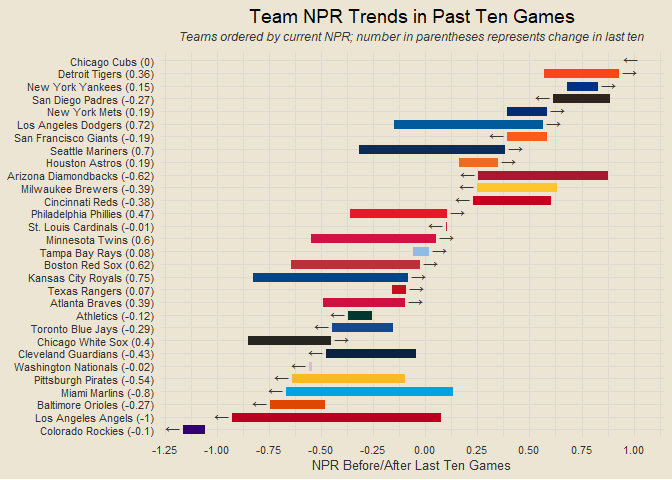 Team NPR Trends in Past Ten Games
Teams ordered by current NPR; number in parentheses represents change in last ten
Chicago Cubs (0)
Detroit Tigers (0.36)
New York Yankees (0.15)
San Diego Padres (-0.27)
New York Mets (0.19)
Los Angeles Dodgers (0.72)
San Francisco Giants (-0.19)
Seattle Mariners (0.7)
Houston Astros (0.19)
Arizona Diamondbacks (-0.62)
Milwaukee Brewers (-0.39)
Cincinnati Reds (-0.38)
Philadelphia Phillies (0.47)
St. Louis Cardinals (-0.01)
Minnesota Twins (0.6)
Tampa Bay Rays (0.08)
Boston Red Sox (0.62)
Kansas City Royals (0.75)
Texas Rangers (0.07)
Atlanta Braves (0.39)
Athletics (-0.12)
Toronto Blue Jays (-0.29)
Chicago White Sox (0.4)
Cleveland Guardians (-0.43)
Washington Nationals (-0.02)
Pittsburgh Pirates (-0.54)
Miami Marlins (-0.8)
Baltimore Orioles (-0.27)
Los Angeles Angels (-1)
Colorado Rockies (-0.1)
-1.25 -1.00 -0.75 -0.50 -0.25 0.00 0.25 0.50 0.75 1.00
NPR Before/After Last Ten Games